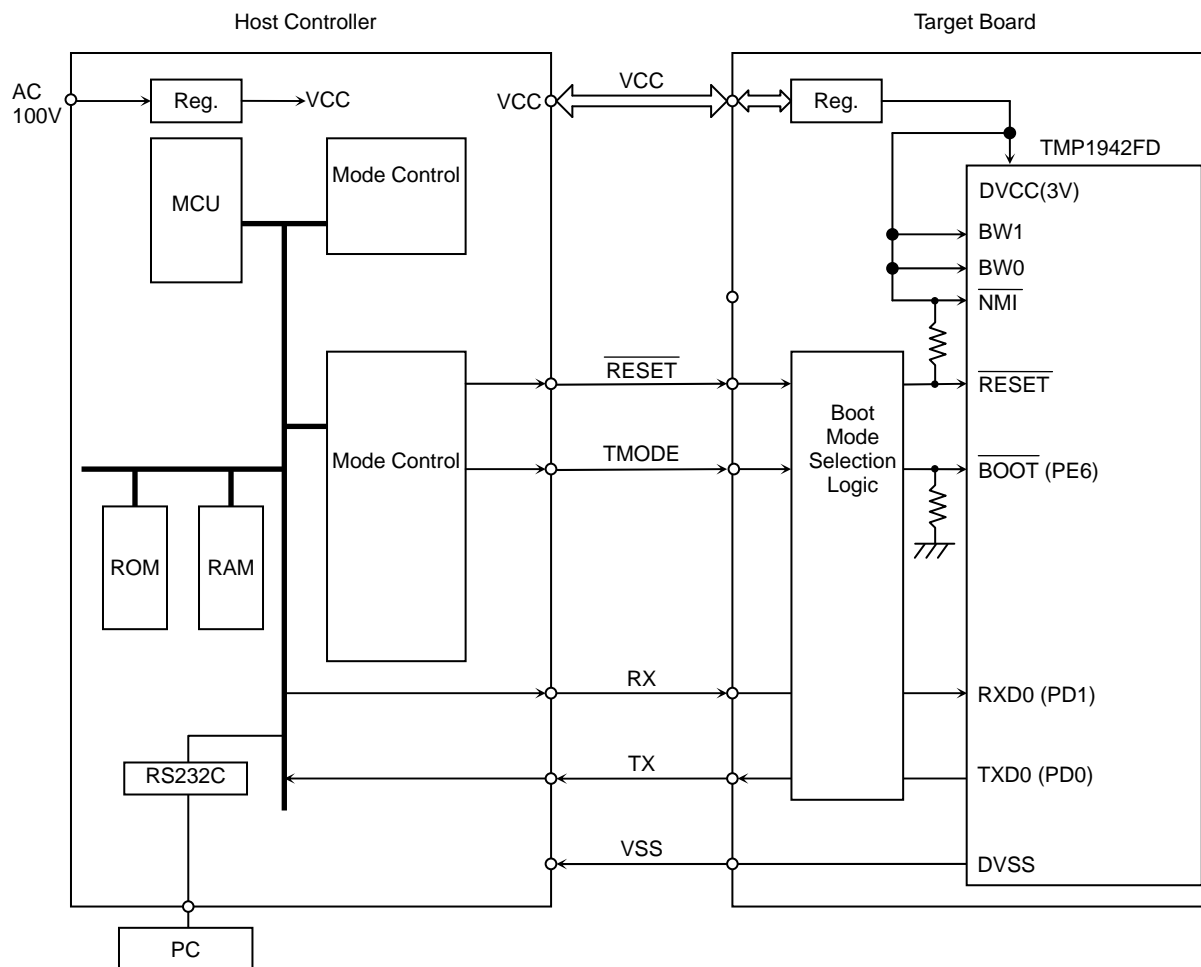 Host Controller
Target Board
AC
100V
Reg.
VCC
VCC
VCC
Reg.
TMP1942FD
MCU
Mode Control
DVCC(3V)
BW1
BW0
NMI
RESET
RESET
Boot
Mode
Selection
Logic
Mode Control
TMODE
BOOT (PE6)
ROM
RAM
RX
RXD0 (PD1)
RS232C
TX
TXD0 (PD0)
VSS
DVSS
PC